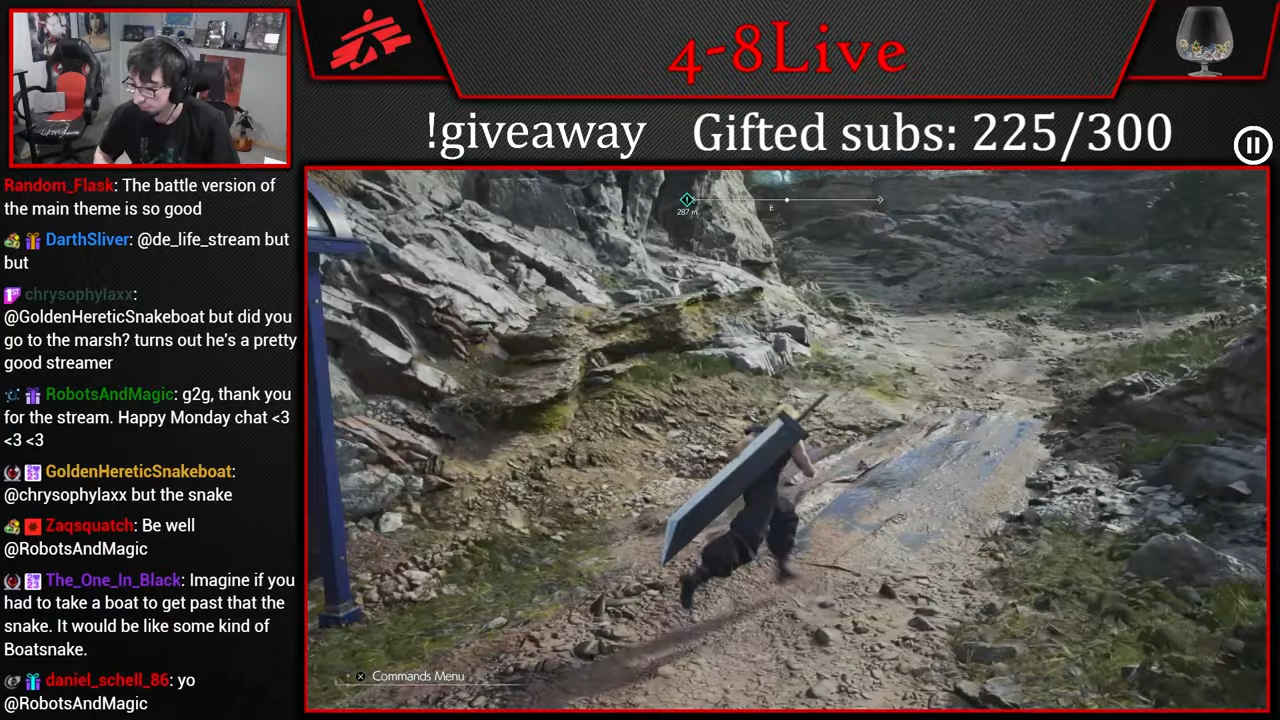 4-8Live
!giveaway Gifted subs: 225/300
Random_Flask: The battle version of
the main theme is so good
DarthSliver: @de_life_stream but
but
chrysophylaxx:
@GoldenHereticSnakeboat but did you
go to the marsh? turns out he's a pretty
good streamer
RobotsAndMagic: g2g, thank you
for the stream. Happy Monday chat <3
<3 <3
GoldenHereticSnakeboat:
@chrysophylaxx but the snake
Zaqsquatch: Be well
@RobotsAndMagic
The_One_In_Black: Imagine if you
had to take a boat to get past that the
snake. It would be like some kind of
Boatsnake.
daniel_schell_86: yo
@RobotsAndMagic
287 m
E
Commands Menu